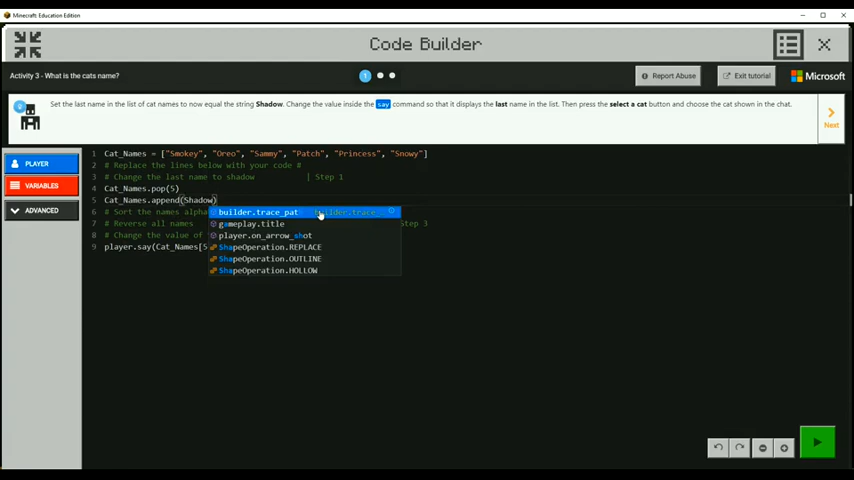 Minecraft: Education Edition
Code Builder
Activity 3 - What is the cats name?
1
Report Abuse
Exit tutorial
Microsoft
Set the last name in the list of cat names to now equal the string Shadow. Change the value inside the say command so that it displays the last name in the list. Then press the select a cat button and choose the cat shown in the chat.
Next
PLAYER
VARIABLES
ADVANCED
1 Cat_Names = ["Smokey", "Oreo", "Sammy", "Patch", "Princess", "Snowy"]
2 # Replace the lines below with your code #
3 # Change the last name to shadow | Step 1
4 Cat_Names.pop(5)
5 Cat_Names.append(Shadow)
6 # Sort the names alpha
7 # Reverse all names Step 3
8 # Change the value of
9 player.say(Cat_Names[5
builder.trace_pat builder.trace
gameplay.title
player.on_arrow_shot
ShapeOperation.REPLACE
ShapeOperation.OUTLINE
ShapeOperation.HOLLOW